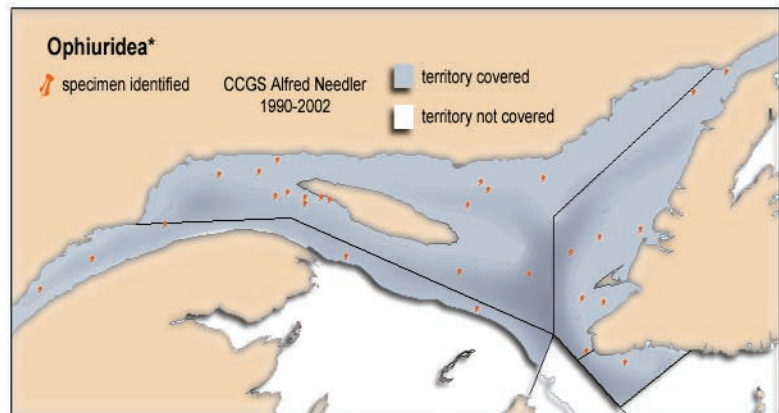 Ophiuridea*
specimen identified
CCGS Alfred Needler
1990-2002
territory covered
territory not covered